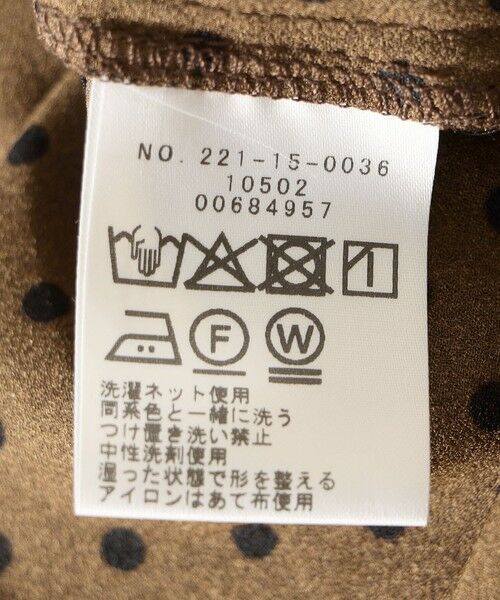 NO. 221-15-0036
10502
00684957
F W
洗濯ネット使用
同系色と一緒に洗う
つけ置き洗い禁止
中性洗剤使用
湿った状態で形を整える
アイロンはあて布使用